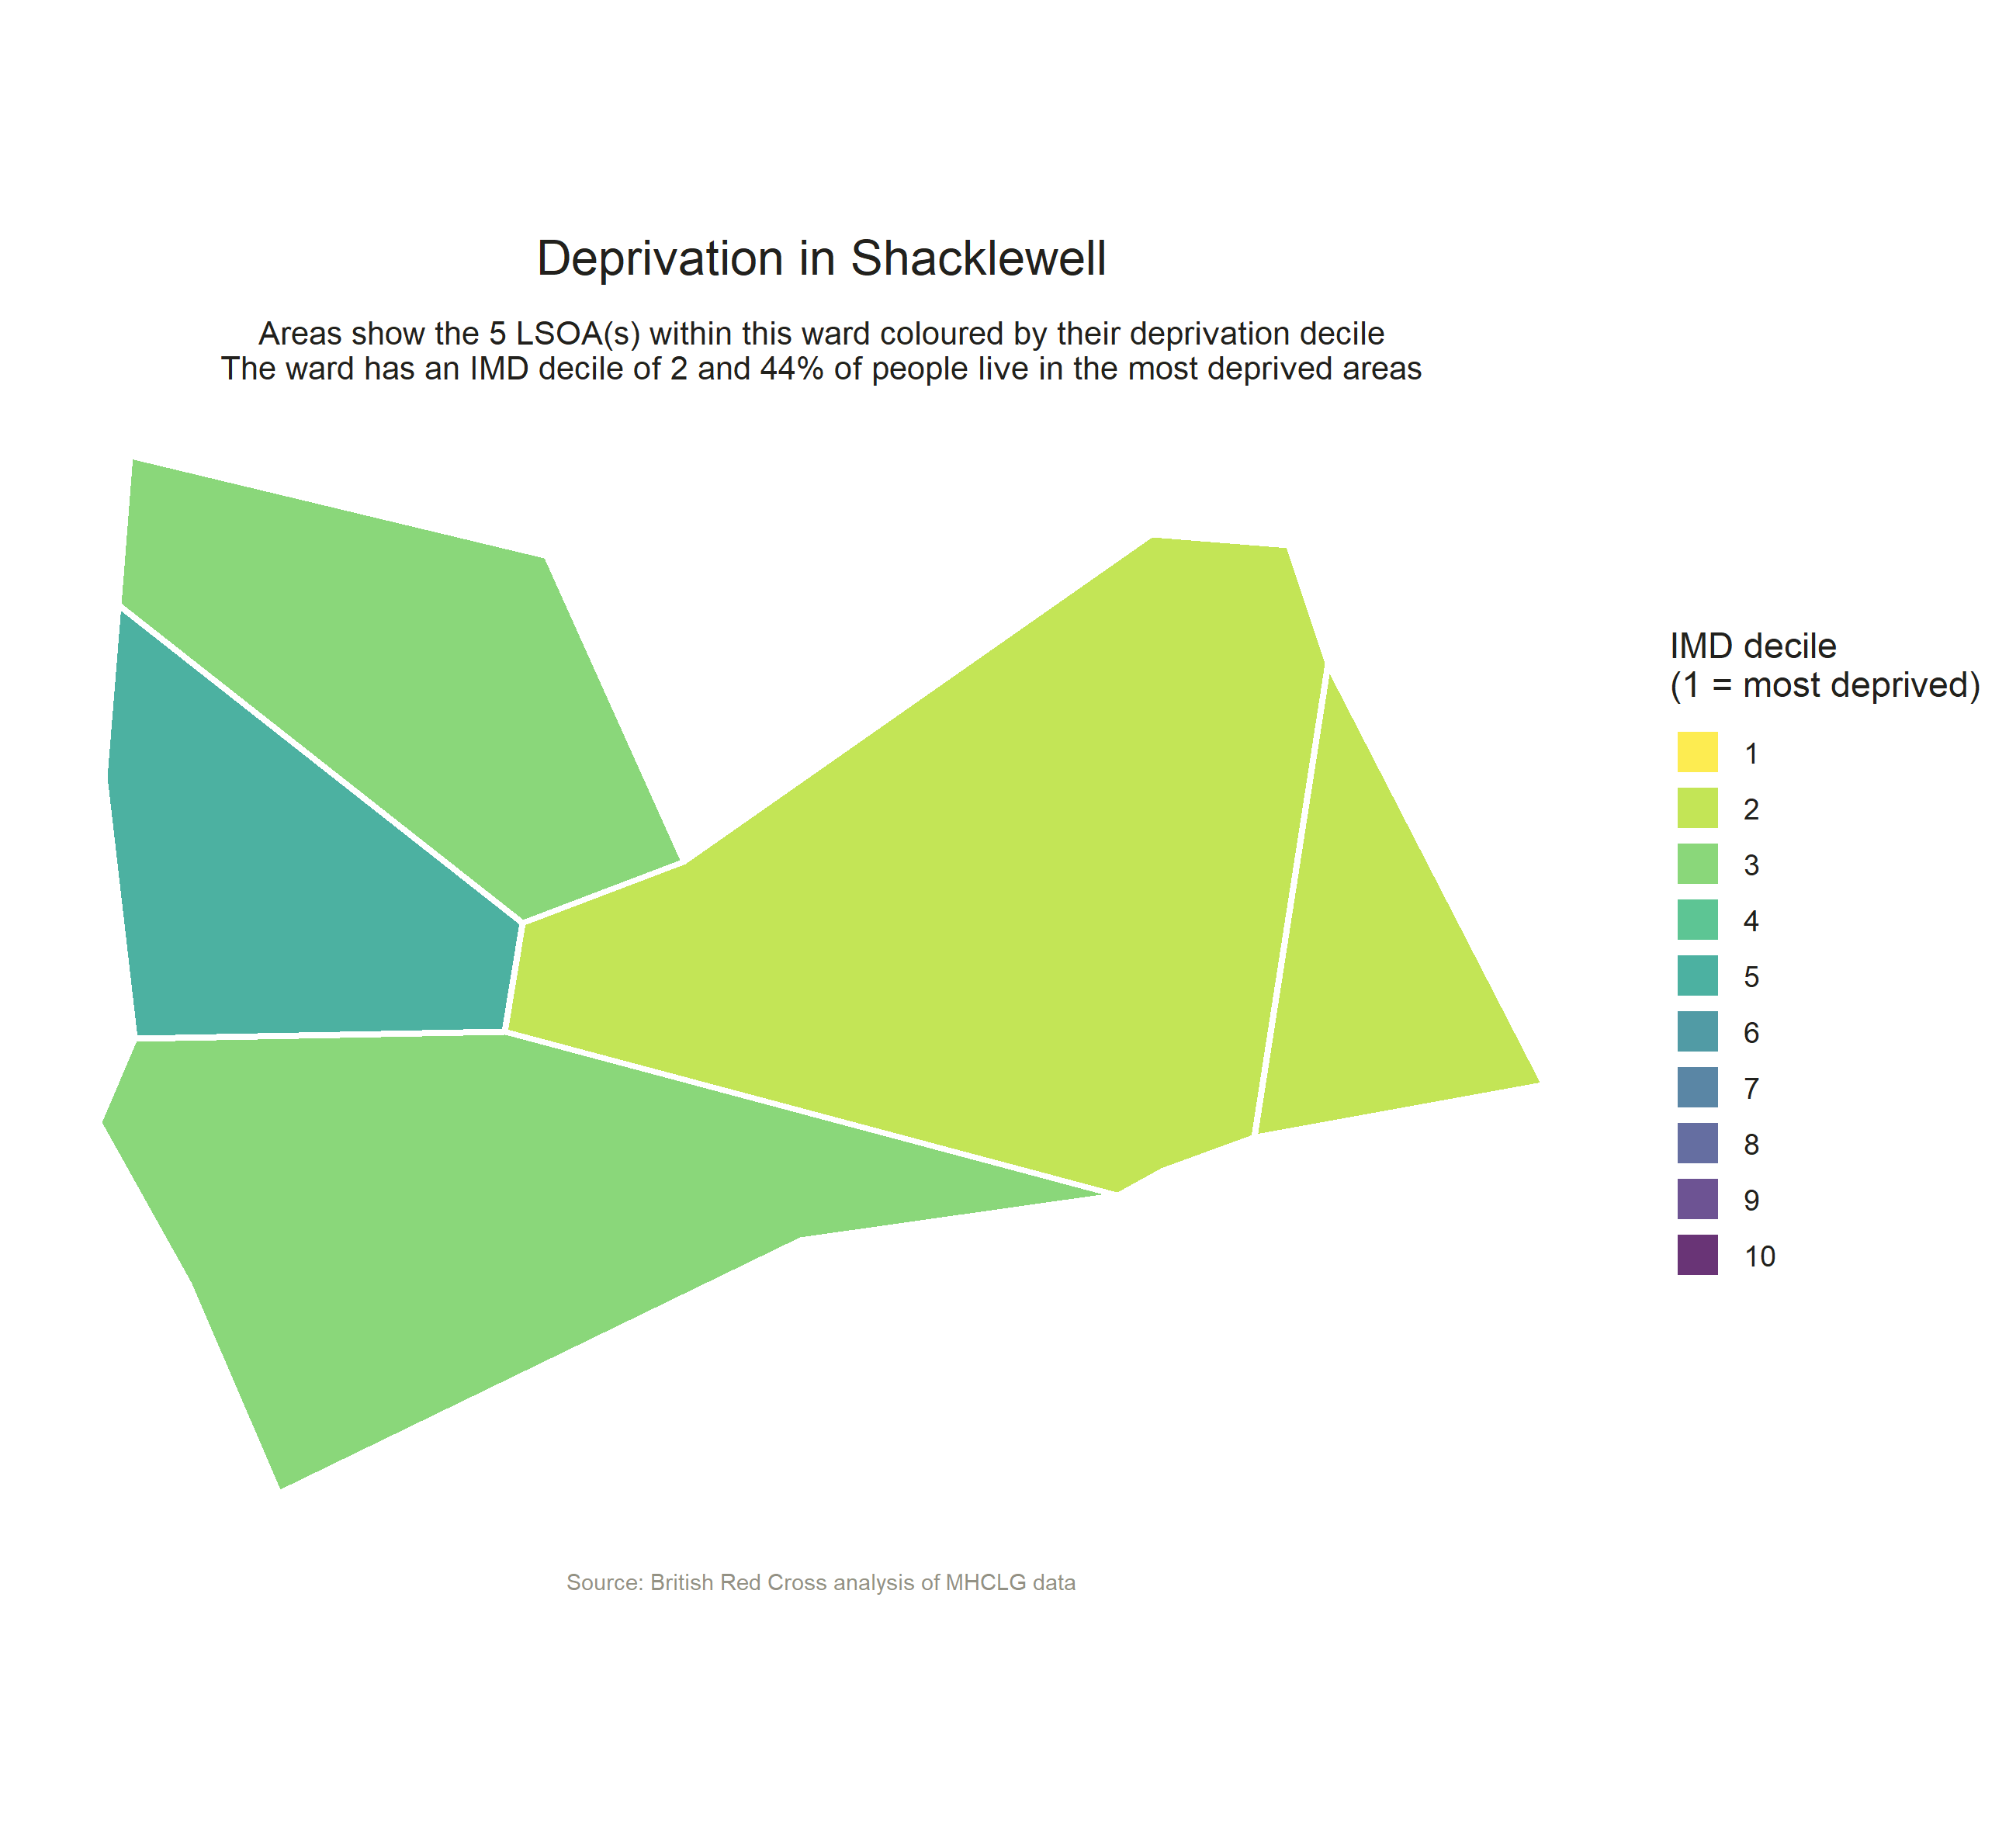 Deprivation in Shacklewell
Areas show the 5 LSOA(s) within this ward coloured by their deprivation decile
The ward has an IMD decile of 2 and 44% of people live in the most deprived areas
IMD decile
(1 = most deprived)
1
2
3
4
5
6
7
8
9
10
Source: British Red Cross analysis of MHCLG data